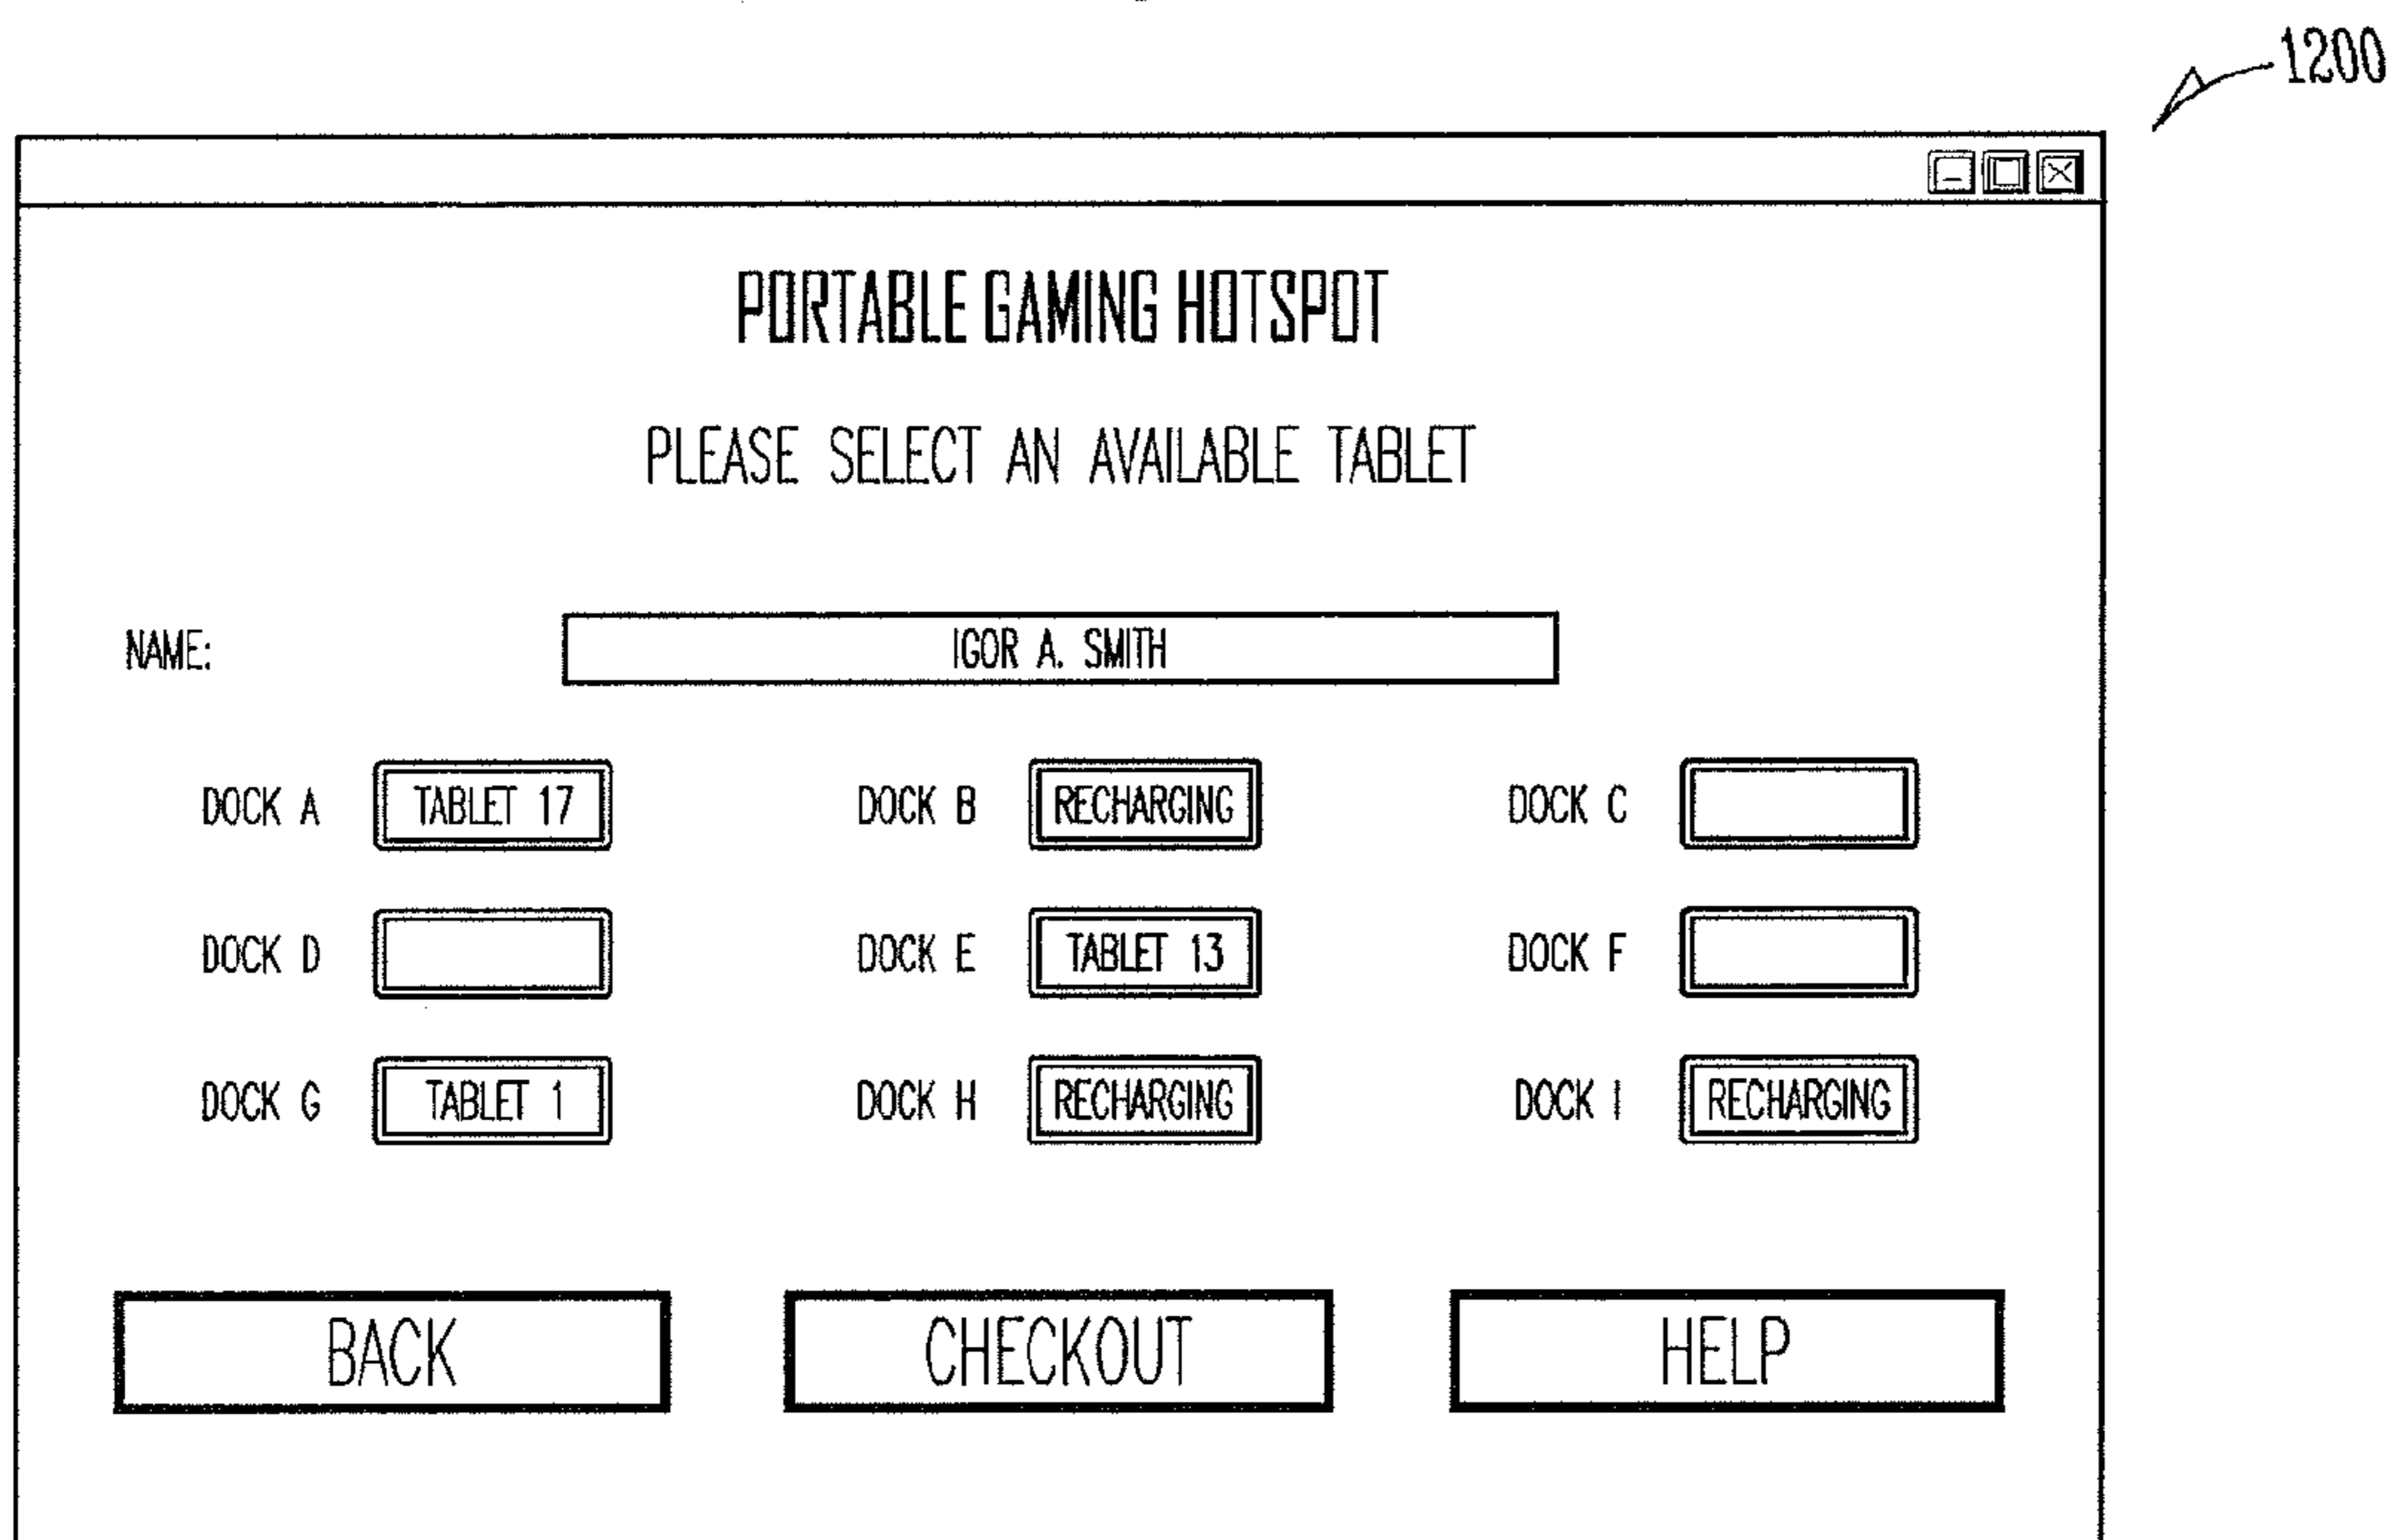 1200
PORTABLE GAMING HOTSPOT
PLEASE SELECT AN AVAILABLE TABLET
NAME: IGOR A. SMITH
DOCK A TABLET 17 DOCK B RECHARGING DOCK C
DOCK D DOCK E TABLET 13 DOCK F
DOCK G TABLET 1 DOCK H RECHARGING DOCK I RECHARGING
BACK CHECKOUT HELP